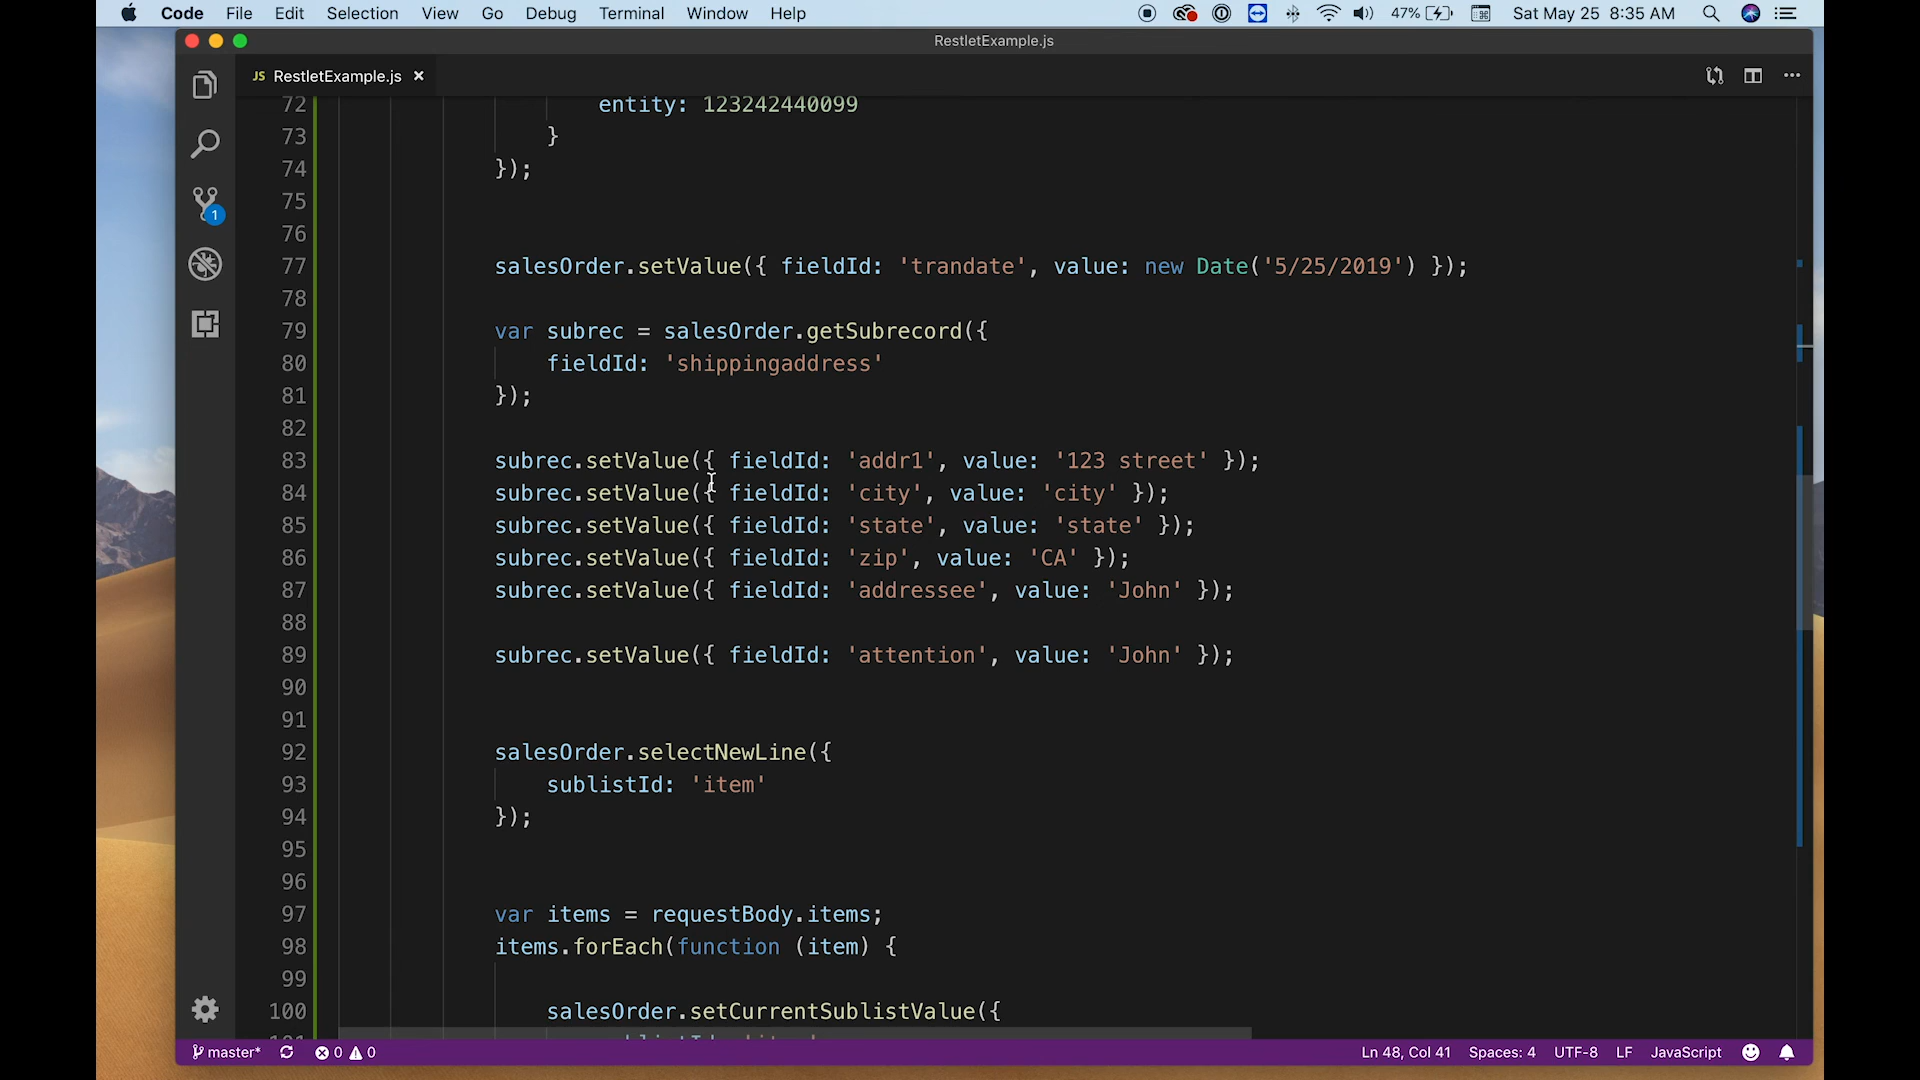 Code File Edit Selection View Go Debug Terminal Window Help 47% Sat May 25 8:35 AM
RestletExample.js
JS RestletExample.js ×
72 entity: 123242440099
73 }
74 });
75
76
77 salesOrder.setValue({ fieldId: 'trandate', value: new Date('5/25/2019') });
78
79 var subrec = salesOrder.getSubrecord({
80 fieldId: 'shippingaddress'
81 });
82
83 subrec.setValue({ fieldId: 'addr1', value: '123 street' });
84 subrec.setValue({ fieldId: 'city', value: 'city' });
85 subrec.setValue({ fieldId: 'state', value: 'state' });
86 subrec.setValue({ fieldId: 'zip', value: 'CA' });
87 subrec.setValue({ fieldId: 'addressee', value: 'John' });
88
89 subrec.setValue({ fieldId: 'attention', value: 'John' });
90
91
92 salesOrder.selectNewLine({
93 sublistId: 'item'
94 });
95
96
97 var items = requestBody.items;
98 items.forEach(function (item) {
99
100 salesOrder.setCurrentSublistValue({
1
master* 0 0 Ln 48, Col 41 Spaces: 4 UTF-8 LF JavaScript